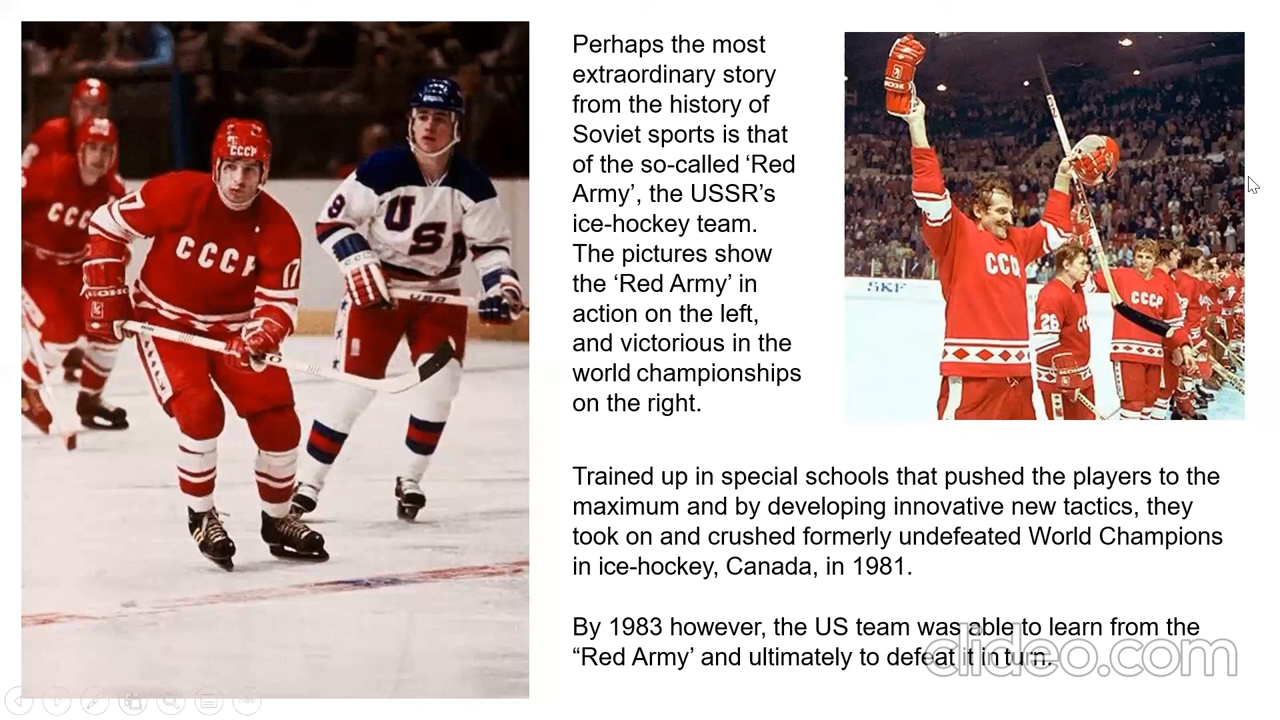 Perhaps the most
extraordinary story
from the history of
Soviet sports is that
of the so-called ‘Red
Army’, the USSR’s
ice-hockey team.
The pictures show
the ‘Red Army’ in
action on the left,
and victorious in the
world championships
on the right.
Trained up in special schools that pushed the players to the
maximum and by developing innovative new tactics, they
took on and crushed formerly undefeated World Champions
in ice-hockey, Canada, in 1981.
By 1983 however, the US team was able to learn from the
“Red Army’ and ultimately to defeat it in turn.
clideo.com
CCCP
CCCP
17
CCCP
17
8
US
USA
SKF
26
CCCP